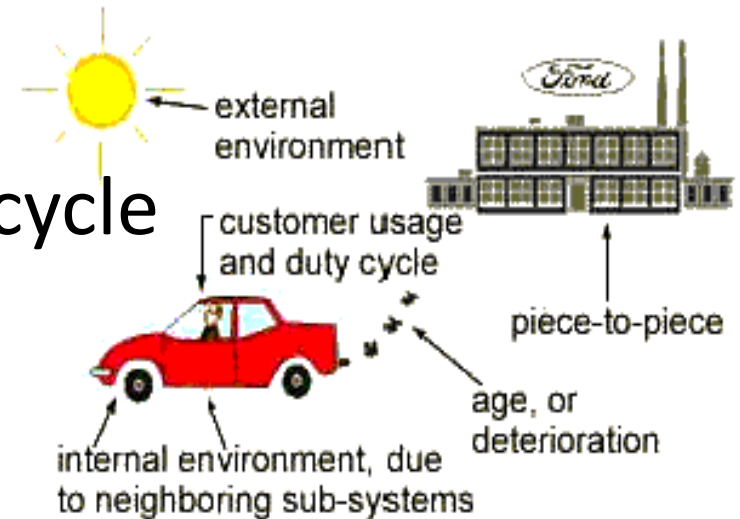 Ford
external
environment
cycle
customer usage
and duty cycle
piece-to-piece
age, or
deterioration
internal environment, due
to neighboring sub-systems